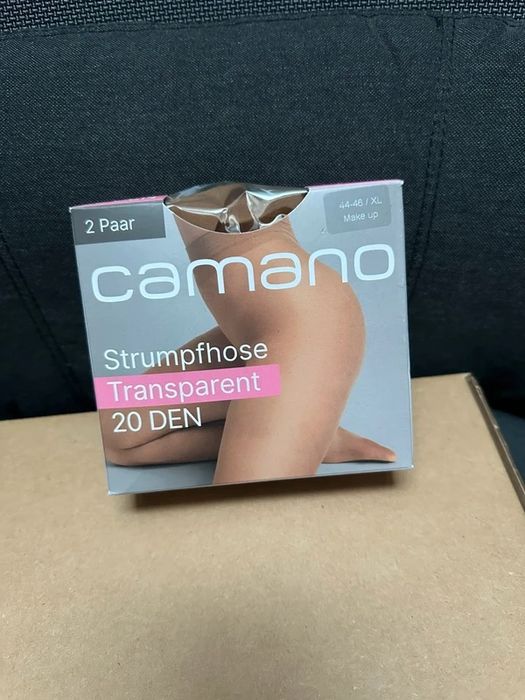 2 Paar
44-46 / XL
Make up
camano
Strumpfhose
Transparent
20 DEN